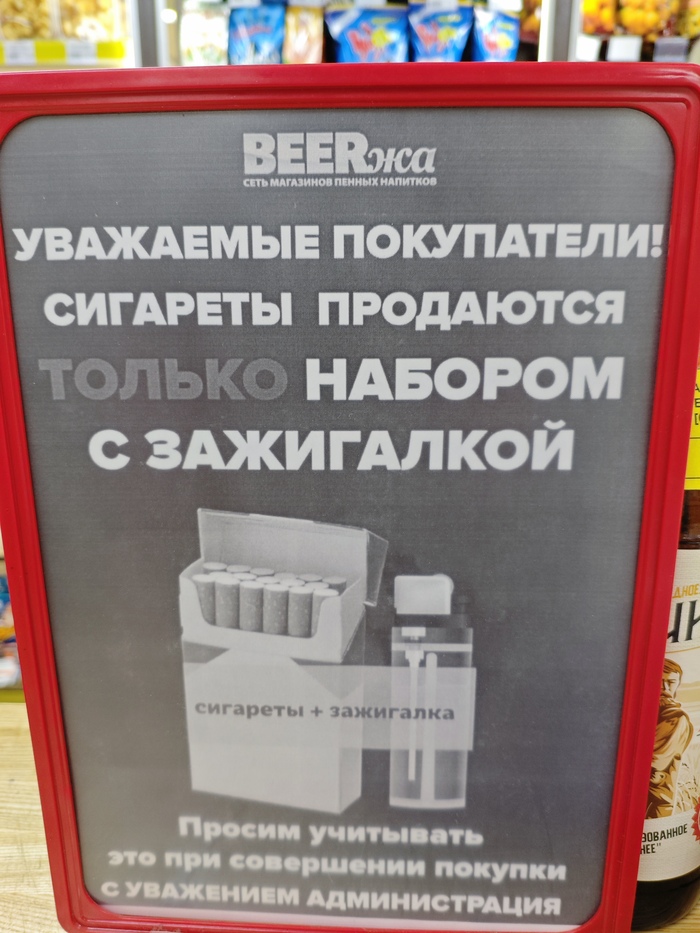 BEERжа
СЕТЬ МАГАЗИНОВ ПЕННЫХ НАПИТКОВ
УВАЖАЕМЫЕ ПОКУПАТЕЛИ!
СИГАРЕТЫ ПРОДАЮТСЯ
ТОЛЬКО НАБОРОМ
С ЗАЖИГАЛКОЙ
сигареты + зажигалка
Просим учитывать
это при совершении покупки
С УВАЖЕНИЕМ АДМИНИСТРАЦИЯ